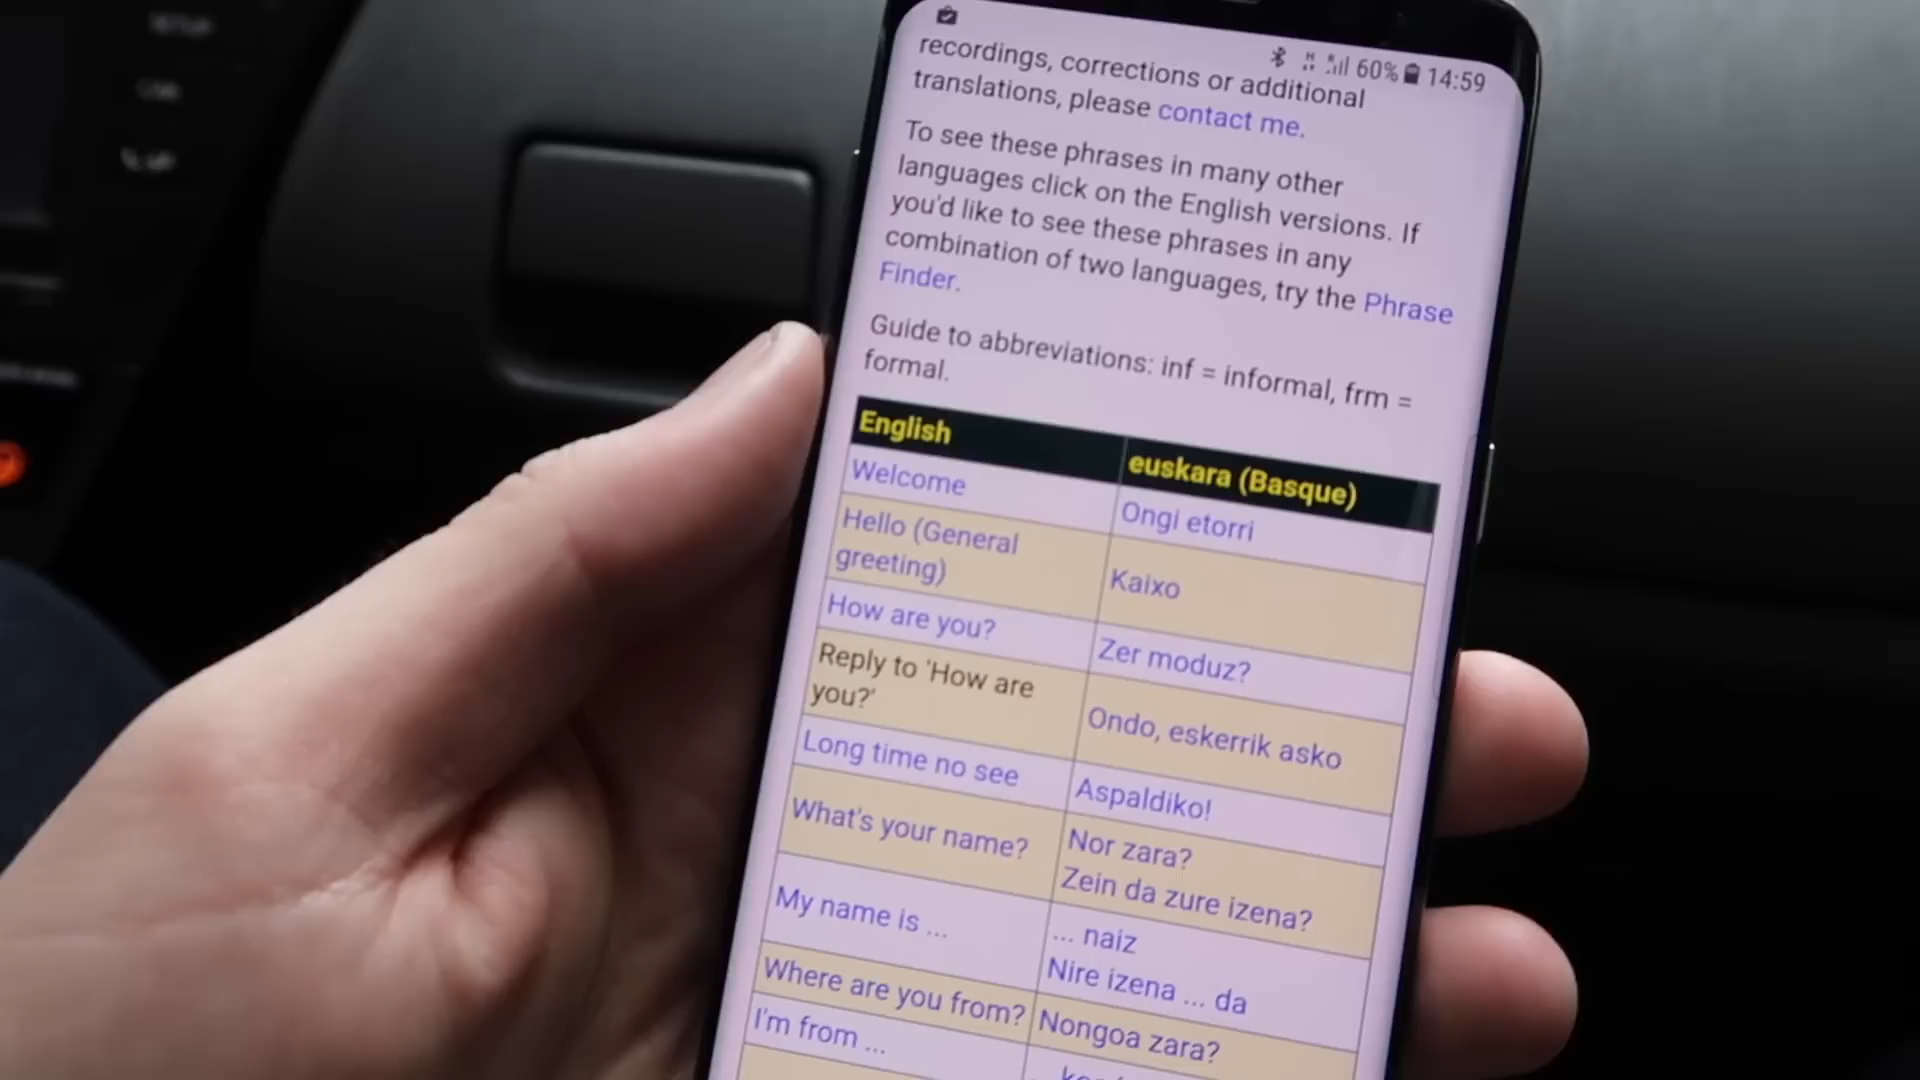 60% 14:59
recordings, corrections or additional
translations, please contact me.
To see these phrases in many other
languages click on the English versions. If
you'd like to see these phrases in any
combination of two languages, try the Phrase
Finder.
Guide to abbreviations: inf = informal, frm =
formal.
English
euskara (Basque)
Welcome
Ongi etorri
Hello (General
greeting)
Kaixo
How are you?
Zer moduz?
Reply to 'How are
you?'
Ondo, eskerrik asko
Long time no see
Aspaldiko!
What's your name?
Nor zara?
Zein da zure izena?
My name is ...
... naiz
Nire izena ... da
Where are you from?
Nongoa zara?
I'm from ...